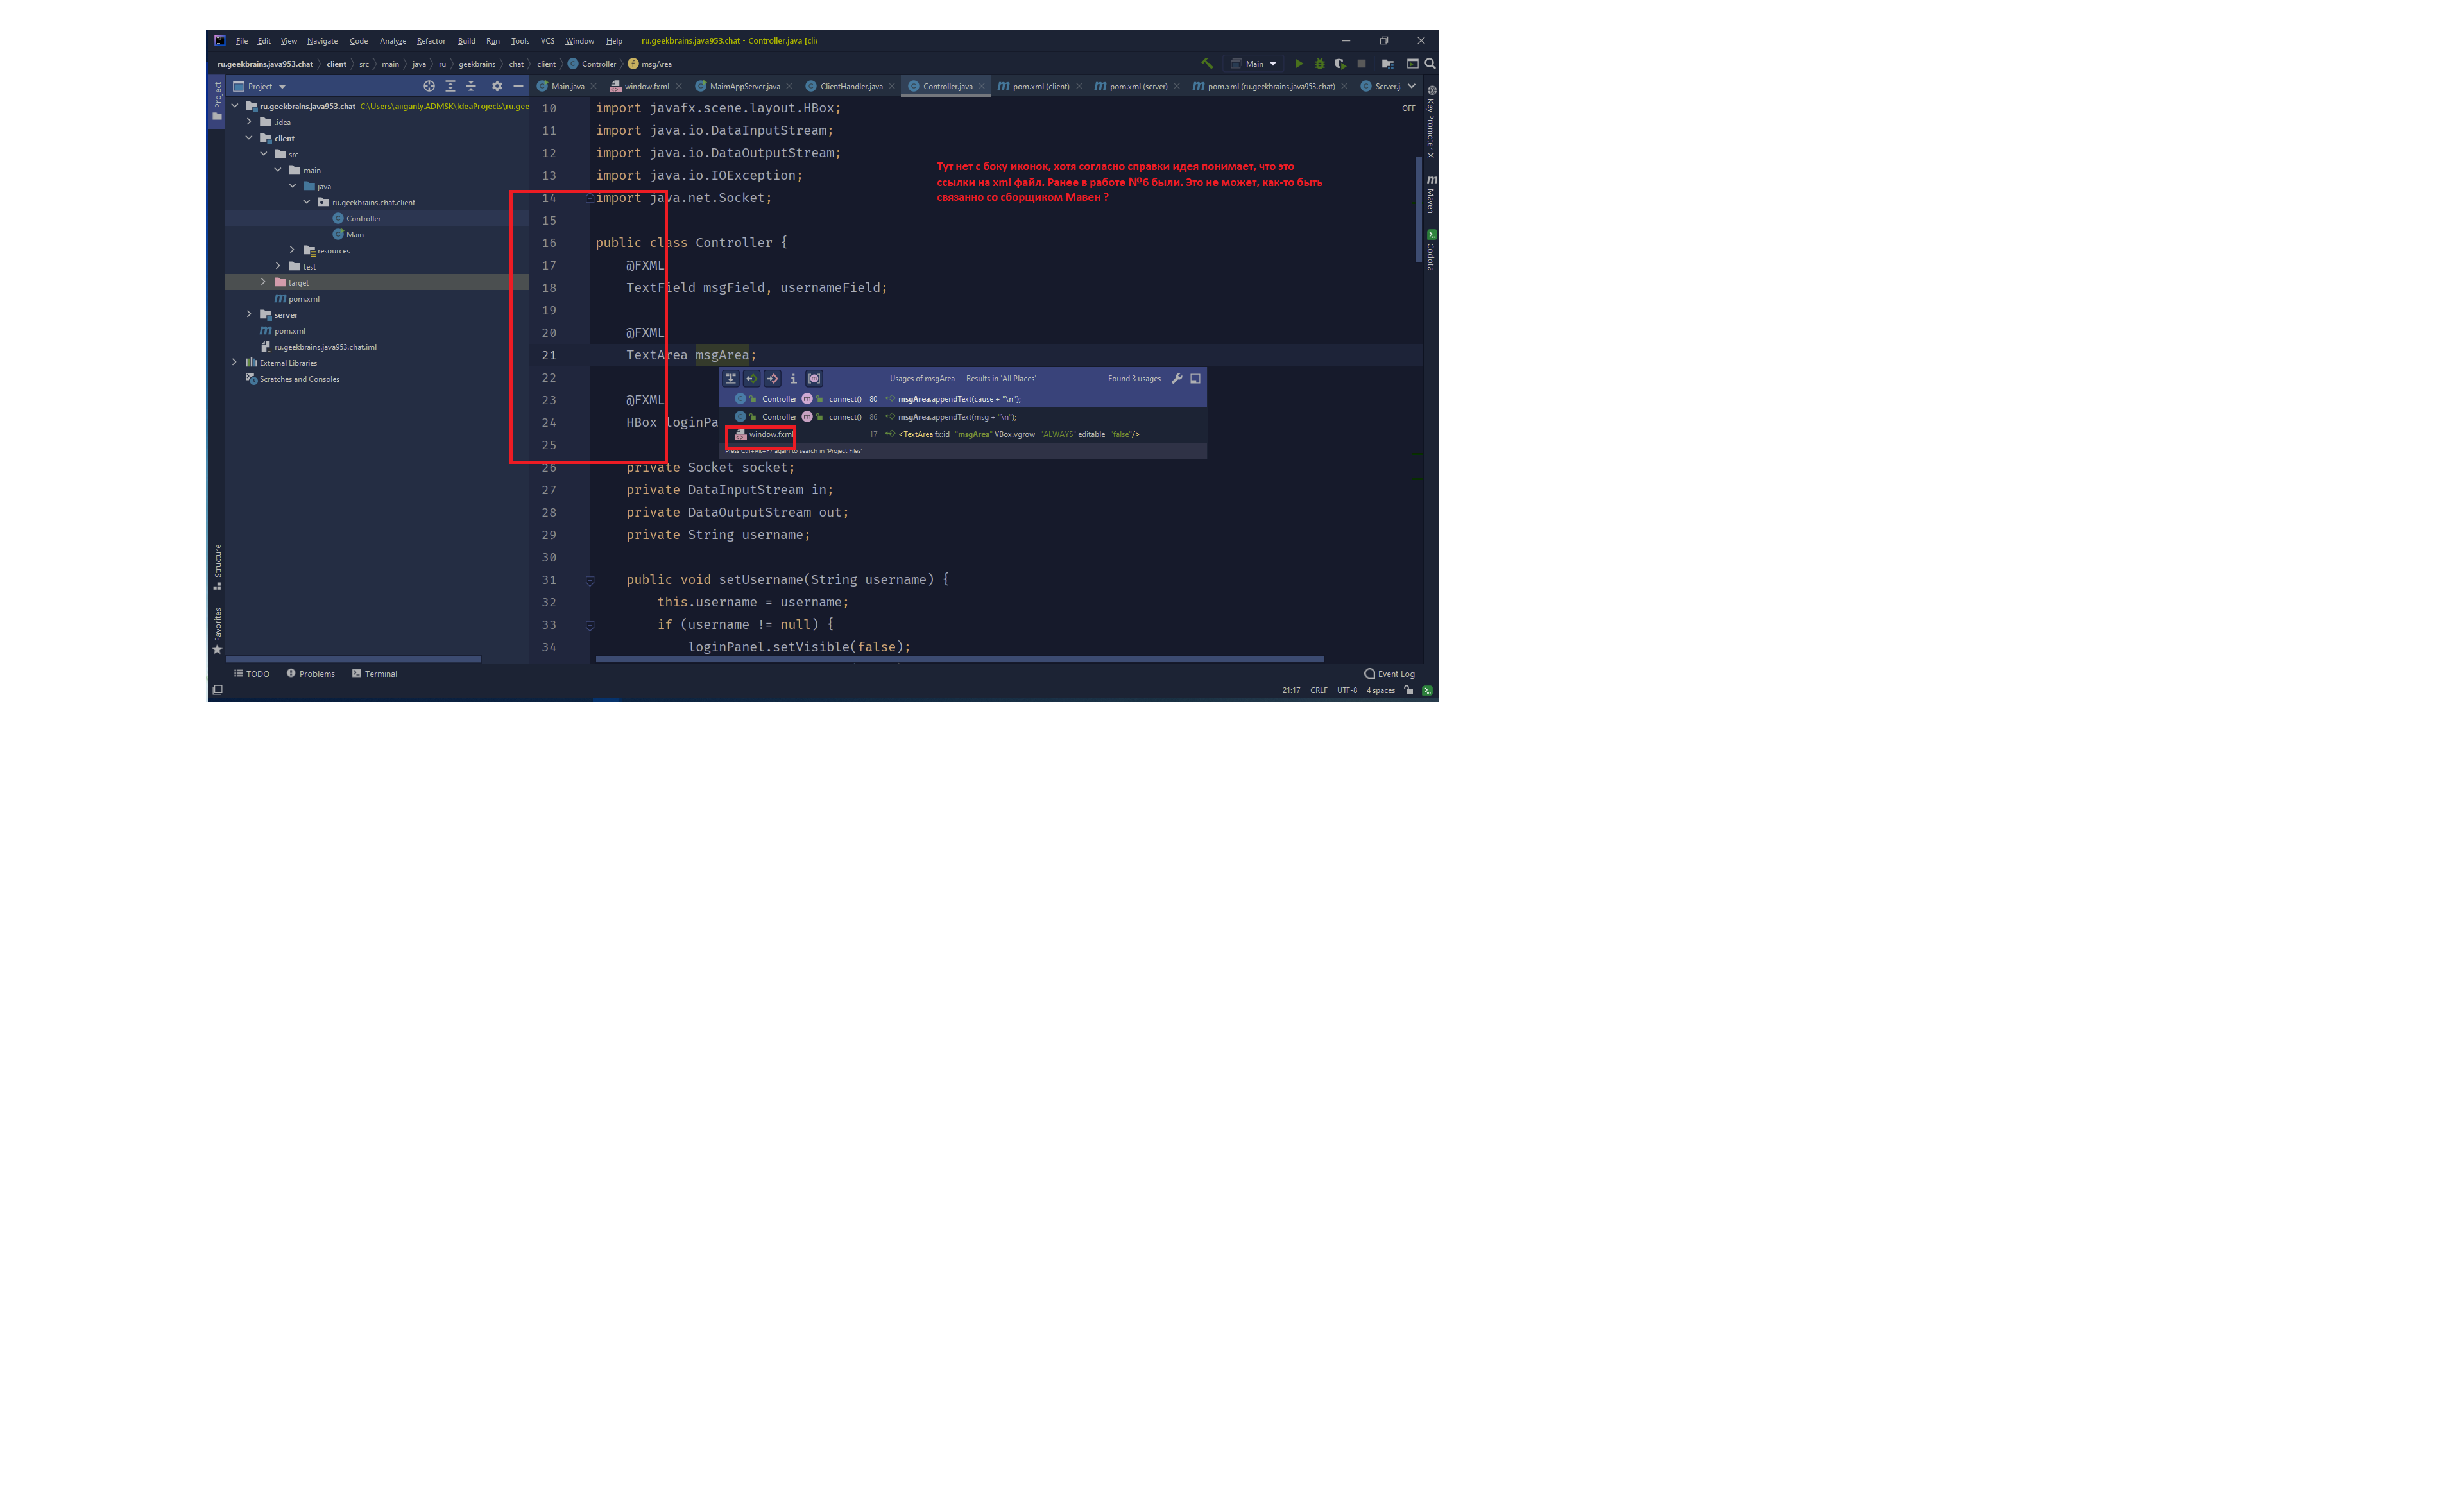 File Edit View Navigate Code Analyze Refactor Build Run Tools VCS Window Help ru.geekbrains.java953.chat - Controller.java [clie
ru.geekbrains.java953.chat client src main java ru geekbrains chat client Controller msgArea
Main
Project
Main.java window.fxml MaimAppServer.java ClientHandler.java Controller.java pom.xml (client) pom.xml (server) pom.xml (ru.geekbrains.java953.chat) Server.j
Project
ru.geekbrains.java953.chat C:\Users\aiiganty.ADMSK\IdeaProjects\ru.geek
.idea
client
src
main
java
ru.geekbrains.chat.client
Controller
Main
resources
test
target
pom.xml
server
pom.xml
ru.geekbrains.java953.chat.iml
External Libraries
Scratches and Consoles
Structure
Favorites
OFF
10 import javafx.scene.layout.HBox;
11 import java.io.DataInputStream;
12 import java.io.DataOutputStream;
13 import java.io.IOException;
14 import java.net.Socket;
15
16 public class Controller {
17 @FXML
18 TextField msgField, usernameField;
19
20 @FXML
21 TextArea msgArea;
22
23 @FXML
24 HBox loginPa
25
26 private Socket socket;
27 private DataInputStream in;
28 private DataOutputStream out;
29 private String username;
30
31 public void setUsername(String username) {
32 this.username = username;
33 if (username != null) {
34 loginPanel.setVisible(false);
Тут нет с боку иконок, хотя согласно справки идея понимает, что это
ссылки на xml файл. Ранее в работе №6 были. Это не может, как-то быть
связанно со сборщиком Мавен ?
Usages of msgArea — Results in 'All Places' Found 3 usages
Controller connect() 80 msgArea.appendText(cause + "\n");
Controller connect() 86 msgArea.appendText(msg + "\n");
window.fxml 17 <TextArea fx:id="msgArea" VBox.vgrow="ALWAYS" editable="false"/>
Press Ctrl+Alt+F7 again to search in 'Project Files'
Key Promoter X
Maven
Codota
TODO Problems Terminal Event Log
21:17 CRLF UTF-8 4 spaces